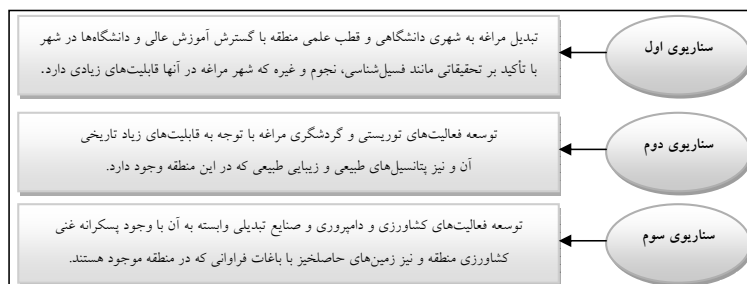 سناریوی اول
تبدیل مراغه به شهری دانشگاهی و قطب علمی منطقه با گسترش آموزش عالی و دانشگاه‌ها در شهر
با تأکید بر تحقیقاتی مانند فسیل‌شناسی، نجوم و غیره که شهر مراغه در آنها قابلیت‌های زیادی دارد.
سناریوی دوم
توسعه فعالیت‌های توریستی و گردشگری مراغه با توجه به قابلیت‌های زیاد تاریخی
آن و نیز پتانسیل‌های طبیعی و زیبایی طبیعی که در این منطقه وجود دارد.
سناریوی سوم
توسعه فعالیت‌های کشاورزی و دامپروری و صنایع تبدیلی وابسته به آن با وجود پسکرانه غنی
کشاورزی منطقه و نیز زمین‌های حاصلخیز با باغات فراوانی که در منطقه موجود هستند.